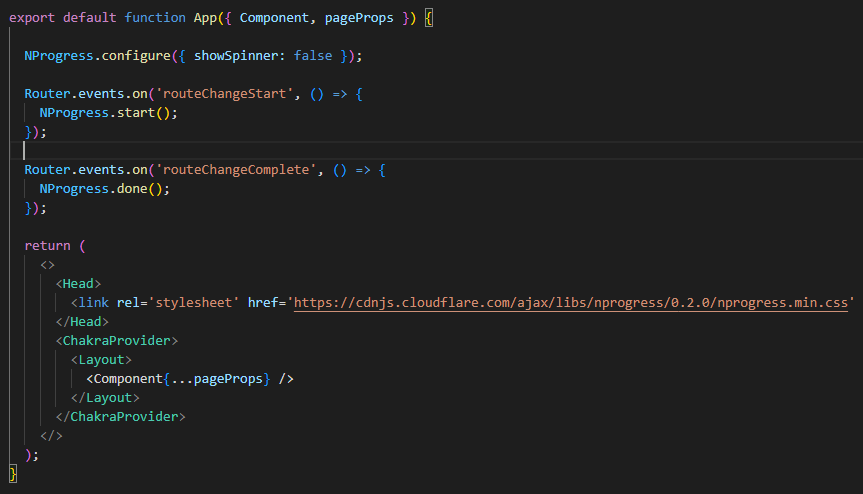 export default function App({ Component, pageProps }) {
NProgress.configure({ showSpinner: false });
Router.events.on('routeChangeStart', () => {
NProgress.start();
});
Router.events.on('routeChangeComplete', () => {
NProgress.done();
});
return (
<>
<Head>
<link rel='stylesheet' href='https://cdnjs.cloudflare.com/ajax/libs/nprogress/0.2.0/nprogress.min.css'
</Head>
<ChakraProvider>
<Layout>
<Component{...pageProps} />
</Layout>
</ChakraProvider>
</>
);
}